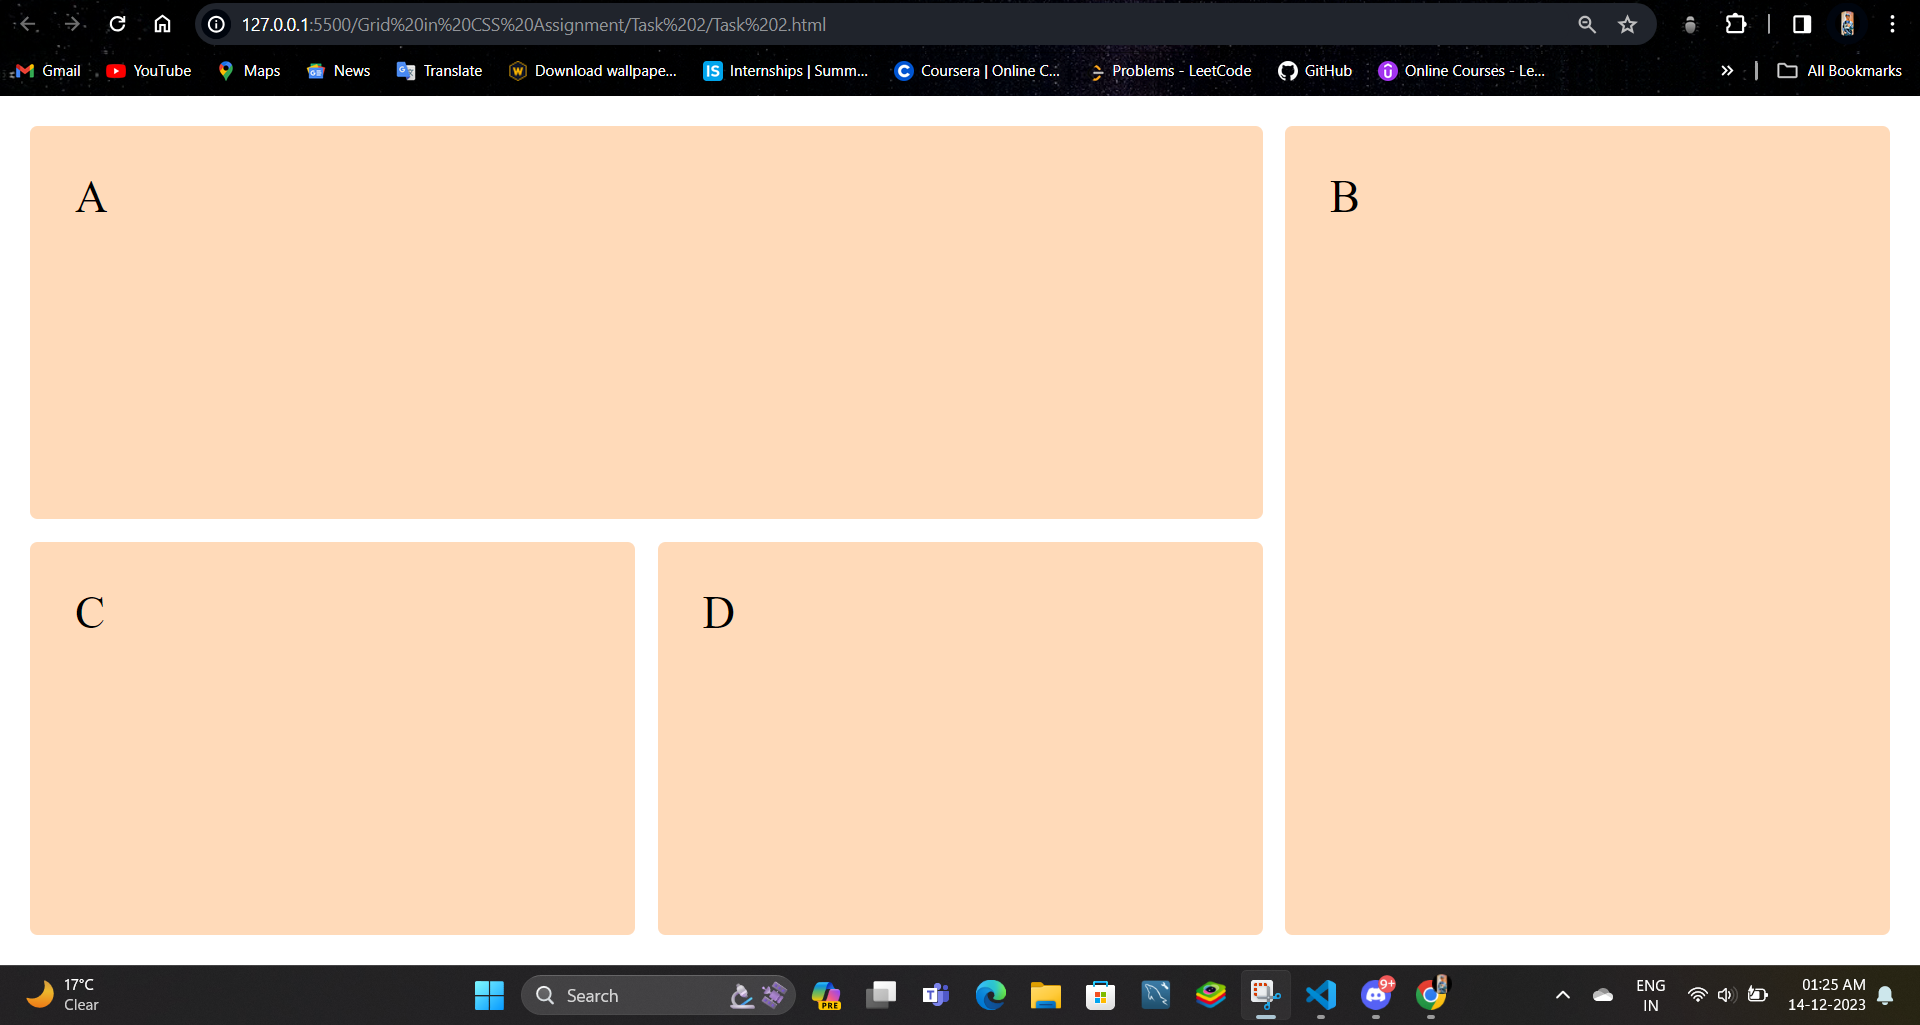 127.0.0.1:5500/Grid%20in%20CSS%20Assignment/Task%202/Task%202.html
Gmail YouTube Maps News Translate Download wallpape... Internships | Summ... Coursera | Online C... Problems - LeetCode GitHub Online Courses - Le... All Bookmarks
A B
C D
17°C
Clear
Search
PRE
9+
ENG
IN
01:25 AM
14-12-2023